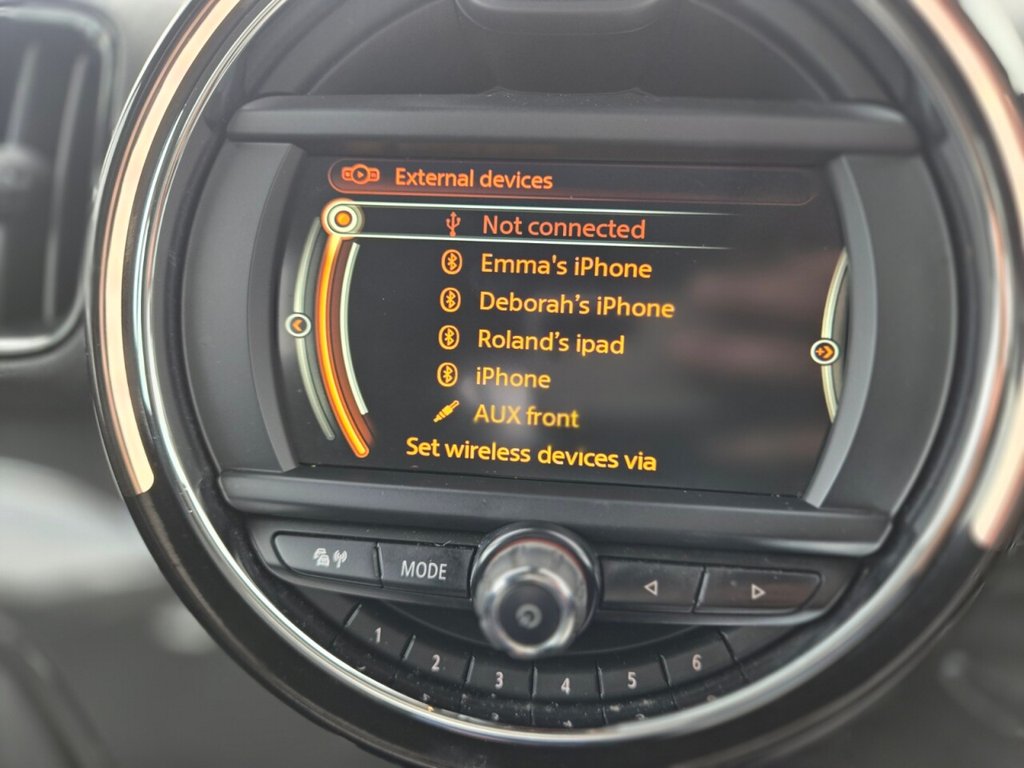 External devices
Not connected
Emma's iPhone
Deborah's iPhone
Roland's ipad
iPhone
AUX front
Set wireless devices via
MODE
1 2 3 4 5 6